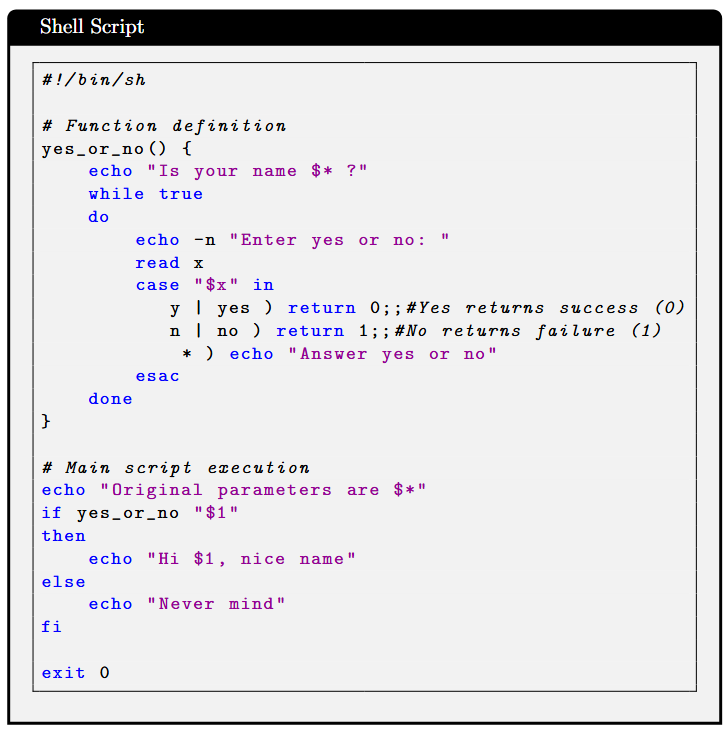 Shell Script
#!/bin/sh
# Function definition
yes_or_no() {
    echo "Is your name $* ?"
    while true
    do
        echo -n "Enter yes or no: "
        read x
        case "$x" in
           y | yes ) return 0;;#Yes returns success (0)
           n | no ) return 1;;#No returns failure (1)
            * ) echo "Answer yes or no"
        esac
    done
}
# Main script execution
echo "Original parameters are $*"
if yes_or_no "$1"
then
    echo "Hi $1, nice name"
else
    echo "Never mind"
fi
exit 0